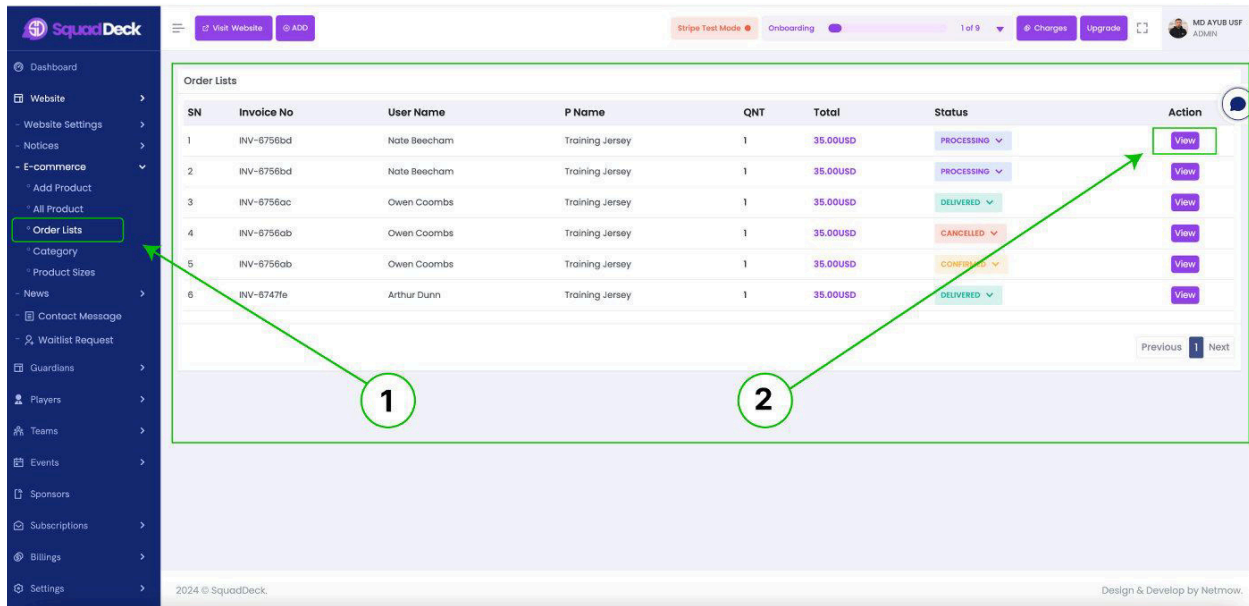 SquadDeck
Visit Website
ADD
Stripe Test Mode
Onboarding
1 of 9
Charges
Upgrade
MD AYUB USF
ADMIN
Dashboard
Website
- Website Settings
- Notices
- E-commerce
Add Product
All Product
Order Lists
Category
Product Sizes
- News
- Contact Message
- Waitlist Request
Guardians
Players
Teams
Events
Sponsors
Subscriptions
Billings
Settings
Order Lists
SN Invoice No User Name P Name QNT Total Status Action
1 INV-6756bd Nate Beecham Training Jersey 1 35.00USD PROCESSING View
2 INV-6756bd Nate Beecham Training Jersey 1 35.00USD PROCESSING View
3 INV-6756ac Owen Coombs Training Jersey 1 35.00USD DELIVERED View
4 INV-6756ab Owen Coombs Training Jersey 1 35.00USD CANCELLED View
5 INV-6756ab Owen Coombs Training Jersey 1 35.00USD CONFIRMED View
6 INV-6747fe Arthur Dunn Training Jersey 1 35.00USD DELIVERED View
Previous 1 Next
1
2
2024 © SquadDeck.
Design & Develop by Netmow.